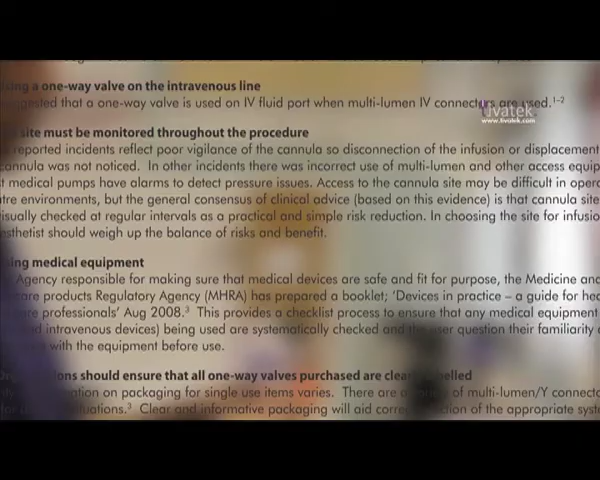 a one-way valve on the intravenous line
that a one-way valve is used on IV fluid port when multi-lumen IV connectors are used.1-2
tivatek
www.tivatek.com
site must be monitored throughout the procedure
reported incidents reflect poor vigilance of the cannula so disconnection of the infusion or displacement
cannula was not noticed. In other incidents there was incorrect use of multi-lumen and other access equip
t medical pumps have alarms to detect pressure issues. Access to the cannula site may be difficult in oper
tre environments, but the general consensus of clinical advice (based on this evidence) is that cannula site
isually checked at regular intervals as a practical and simple risk reduction. In choosing the site for infusio
esthetist should weigh up the balance of risks and benefit.
ing medical equipment
Agency responsible for making sure that medical devices are safe and fit for purpose, the Medicine and
care products Regulatory Agency (MHRA) has prepared a booklet; ‘Devices in practice – a guide for hea
professionals’ Aug 2008.3 This provides a checklist process to ensure that any medical equipment
intravenous devices) being used are systematically checked and the user question their familiarity
with the equipment before use.
should ensure that all one-way valves purchased are
on packaging for single use items varies. There are of multi-lumen/Y connecto
3 Clear and informative packaging will aid of the appropriate syst